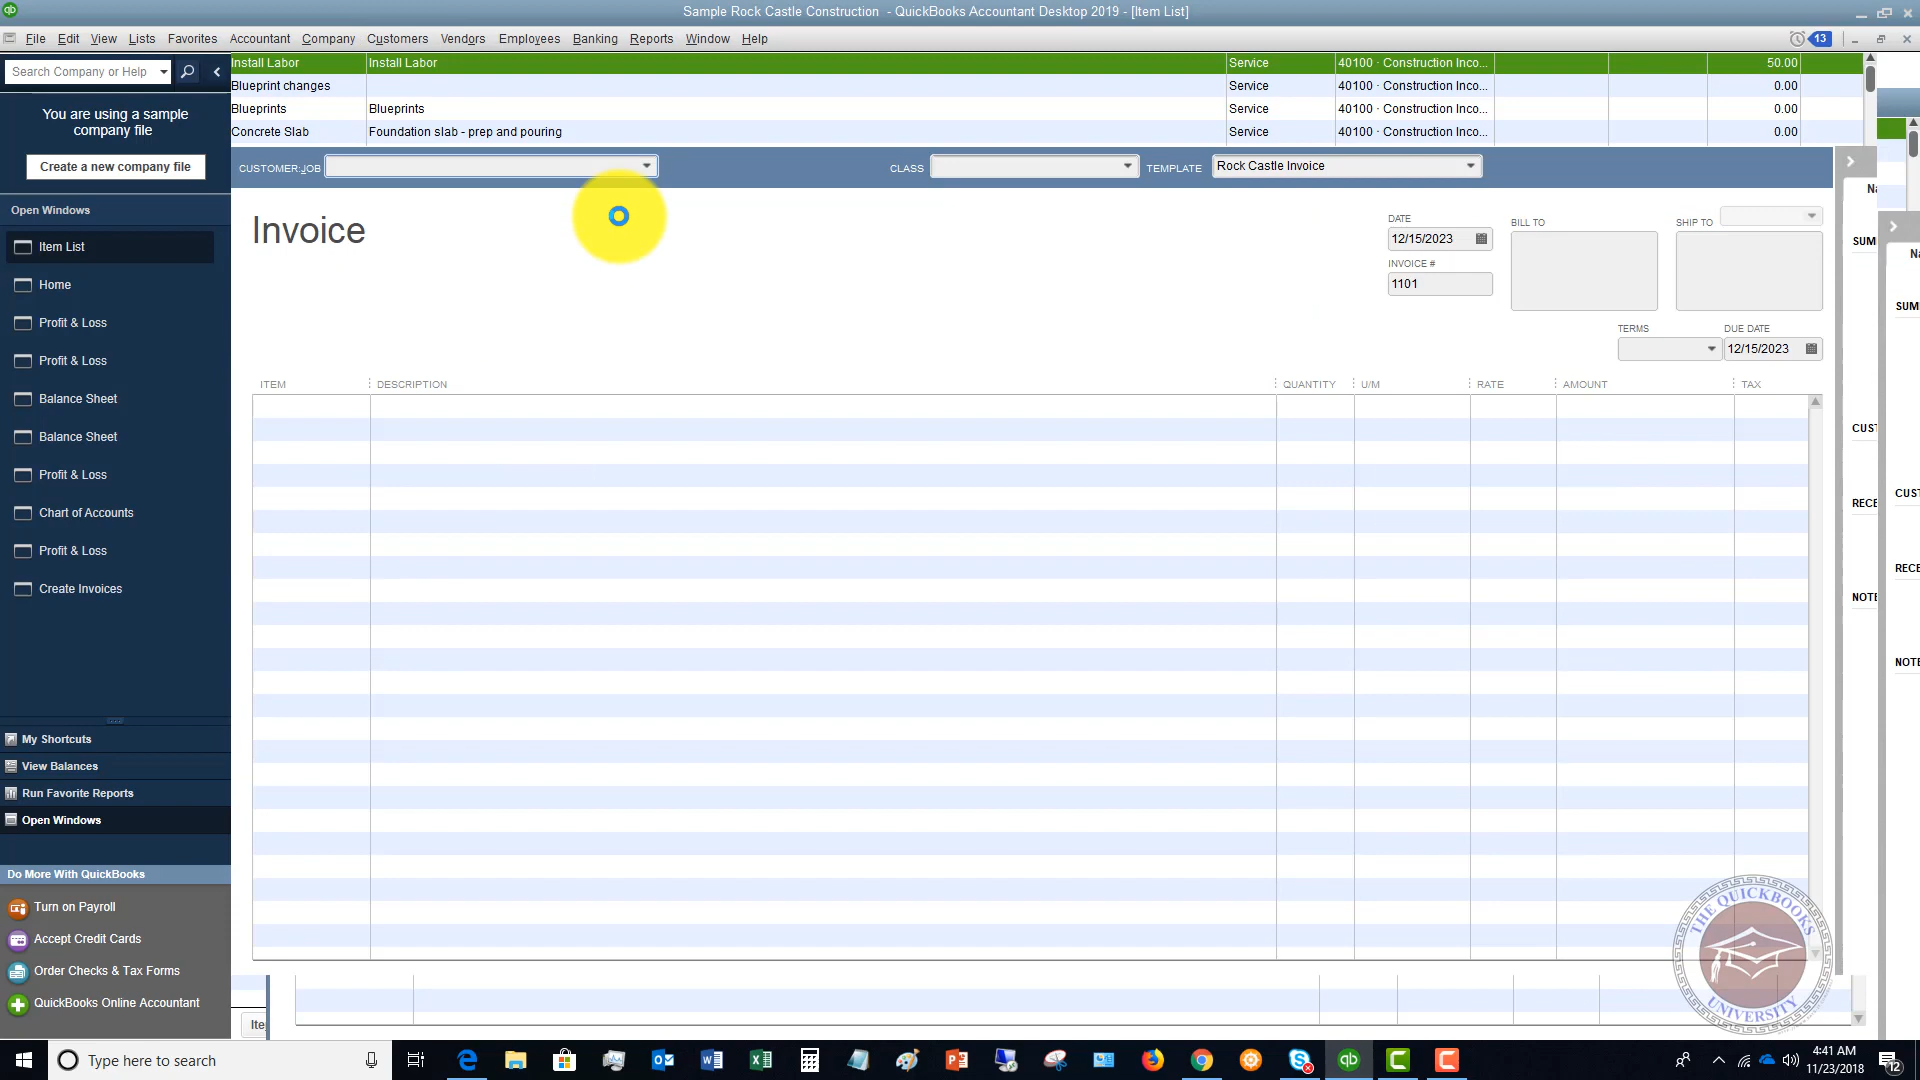 Sample Rock Castle Construction - QuickBooks Accountant Desktop 2019 - [Item List]
File Edit View Lists Favorites Accountant Company Customers Vendors Employees Banking Reports Window Help
13
Search Company or Help
You are using a sample
company file
Create a new company file
Open Windows
Item List
Home
Profit & Loss
Profit & Loss
Balance Sheet
Balance Sheet
Profit & Loss
Chart of Accounts
Profit & Loss
Create Invoices
My Shortcuts
View Balances
Run Favorite Reports
Open Windows
Do More With QuickBooks
Turn on Payroll
Accept Credit Cards
Order Checks & Tax Forms
QuickBooks Online Accountant
Install Labor Install Labor Service 40100 · Construction Inco... 50.00
Blueprint changes Service 40100 · Construction Inco... 0.00
Blueprints Blueprints Service 40100 · Construction Inco... 0.00
Concrete Slab Foundation slab - prep and pouring Service 40100 · Construction Inco... 0.00
CUSTOMER:JOB CLASS TEMPLATE Rock Castle Invoice
Invoice
DATE
12/15/2023
INVOICE #
1101
BILL TO
SHIP TO
TERMS
DUE DATE
12/15/2023
ITEM DESCRIPTION QUANTITY U/M RATE AMOUNT TAX
Na
SUM
CUST
RECE
NOTE
Na
SUMI
CUST
RECE
NOTE
Ite
THE QUICKBOOKS
UNIVERSITY
Type here to search
4:41 AM
11/23/2018
12